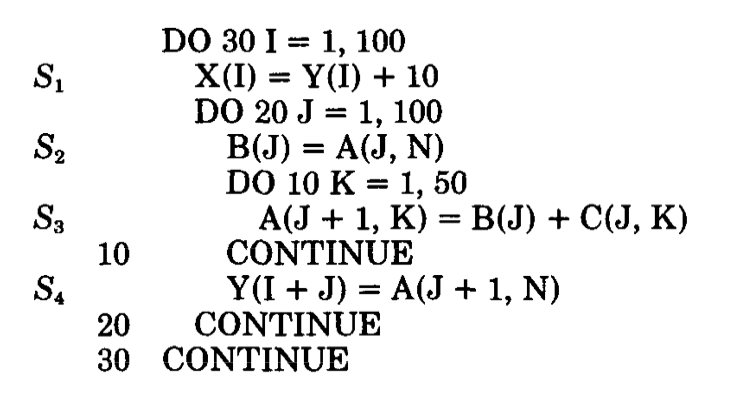 DO 30 I = 1, 100
S₁ X(I) = Y(I) + 10
DO 20 J = 1, 100
S₂ B(J) = A(J, N)
DO 10 K = 1, 50
S₃ A(J + 1, K) = B(J) + C(J, K)
10 CONTINUE
S₄ Y(I + J) = A(J + 1, N)
20 CONTINUE
30 CONTINUE